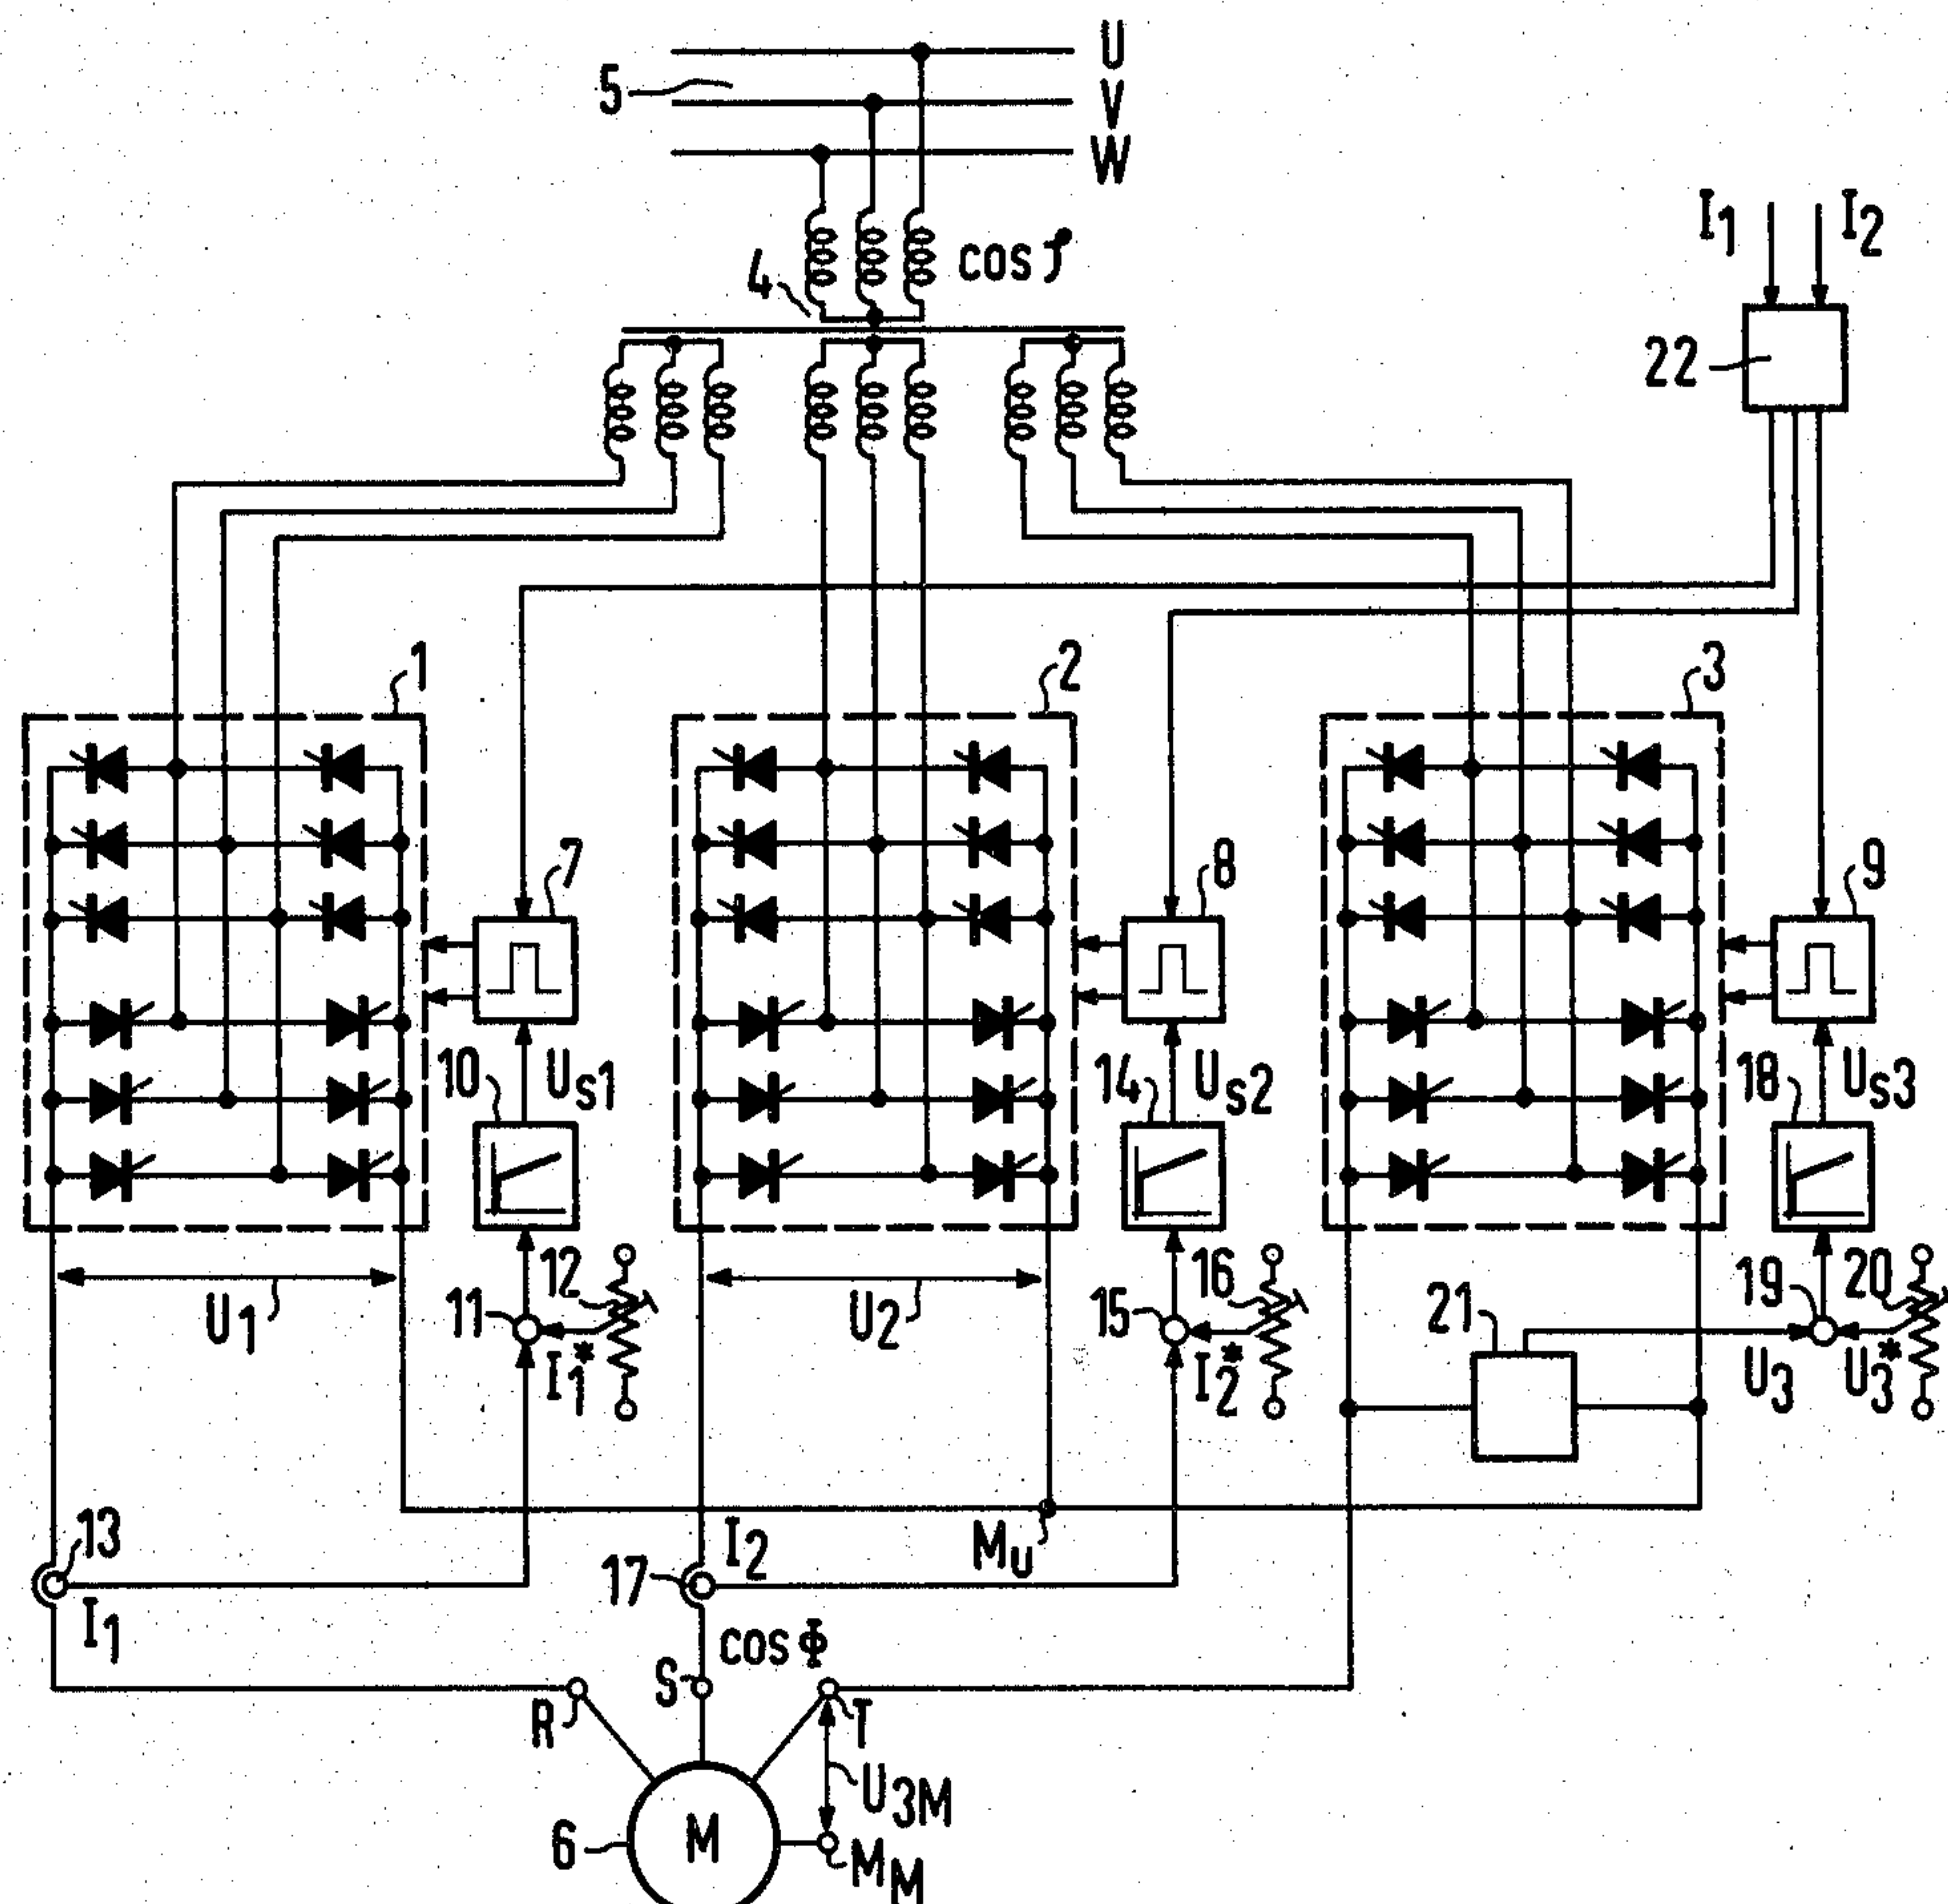 U
5
V
W
I1
I2
4
cos φ
22
1
2
3
7
8
9
10
Us1
14
Us2
18
Us3
12
16
19
20
11
U1
15
U2
21
I1*
I2*
U3
U3*
13
I2
MU
17
I1
cos Φ
S
R
T
U3M
6
M
MM